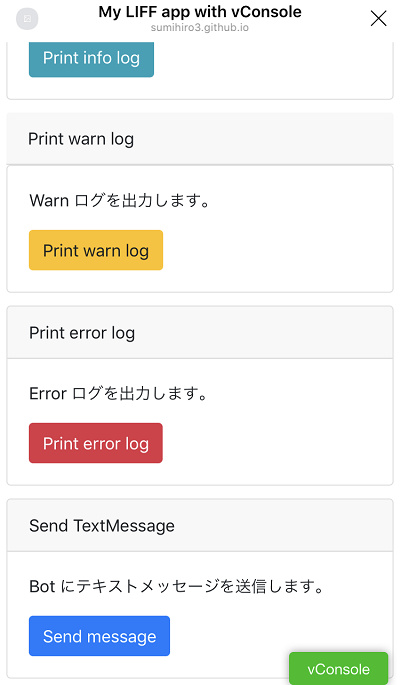 Ei
My LIFF app with vConsole
sumihiro3.github.io
Print info log
Print warn log
Warn ログを出力します。
Print warn log
Print error log
Error ログを出力します。
Print error log
Send TextMessage
Bot にテキストメッセージを送信します。
Send message
vConsole